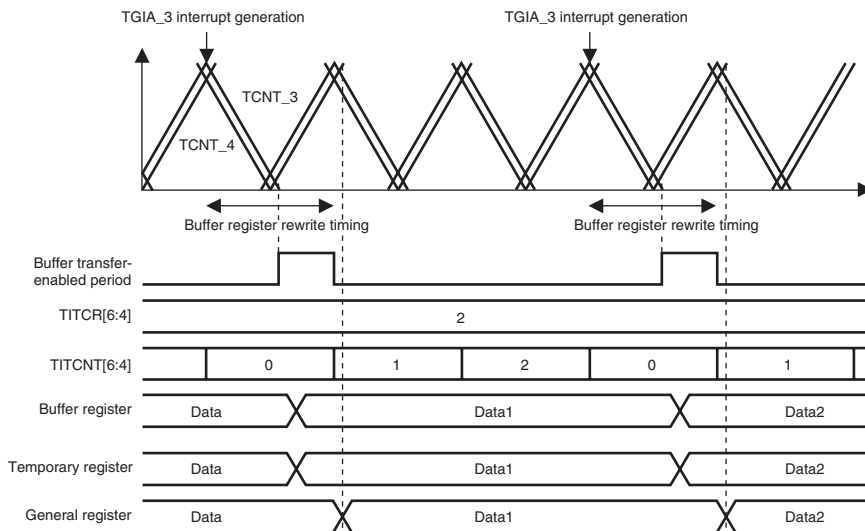 TGIA_3 interrupt generation
TGIA_3 interrupt generation
TCNT_3
TCNT_4
Buffer register rewrite timing
Buffer register rewrite timing
Buffer transfer-
enabled period
TITCR[6:4]
2
TITCNT[6:4]
0
1
2
0
1
Buffer register
Data
Data1
Data2
Temporary register
Data
Data1
Data2
General register
Data
Data1
Data2